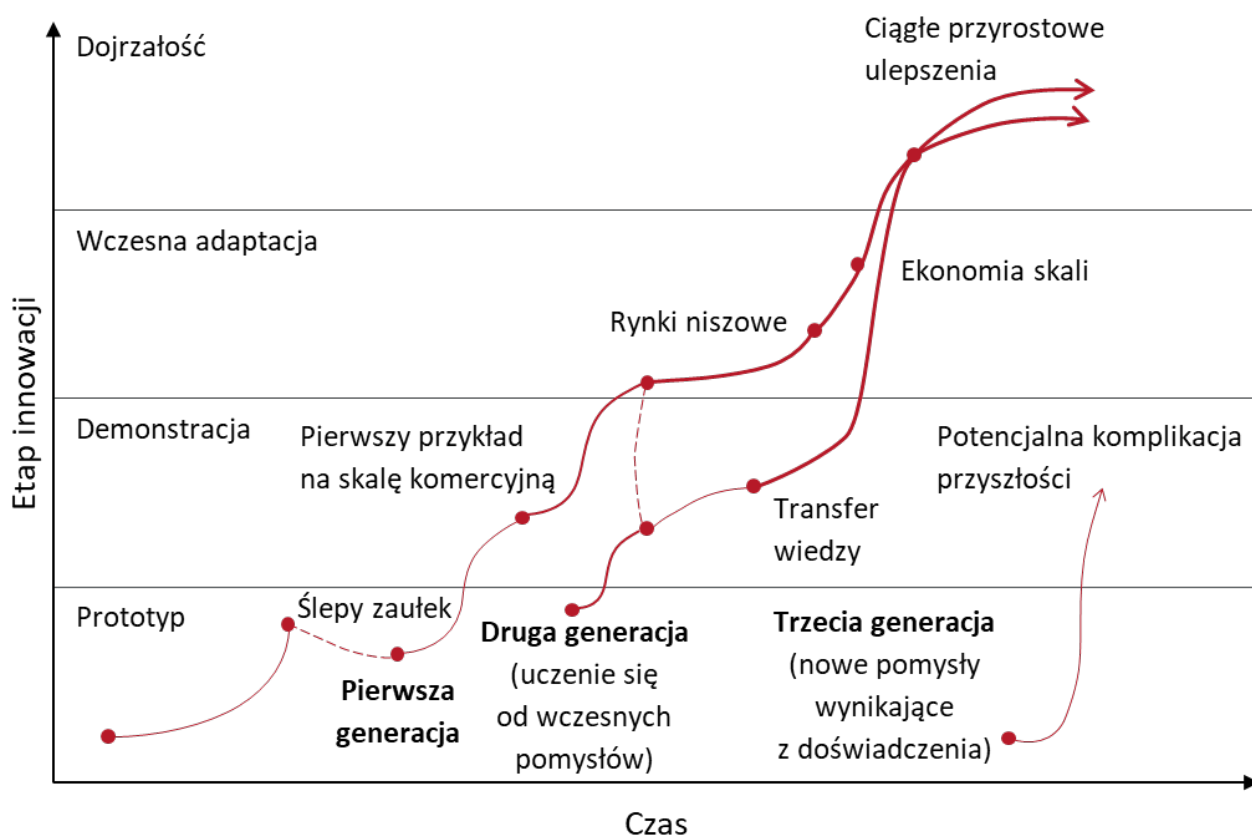 Ciągłe przyrostowe
ulepszenia
Dojrzałość
Wczesna adaptacja
Ekonomia skali
Rynki niszowe
Etap innowacji
Demonstracja
Pierwszy przykład
na skalę komercyjną
Potencjalna komplikacja
przyszłości
Transfer
wiedzy
Prototyp
Ślepy zaułek
Pierwsza
generacja
Druga generacja
(uczenie się
od wczesnych
pomysłów)
Trzecia generacja
(nowe pomysły
wynikające
z doświadczenia)
Czas